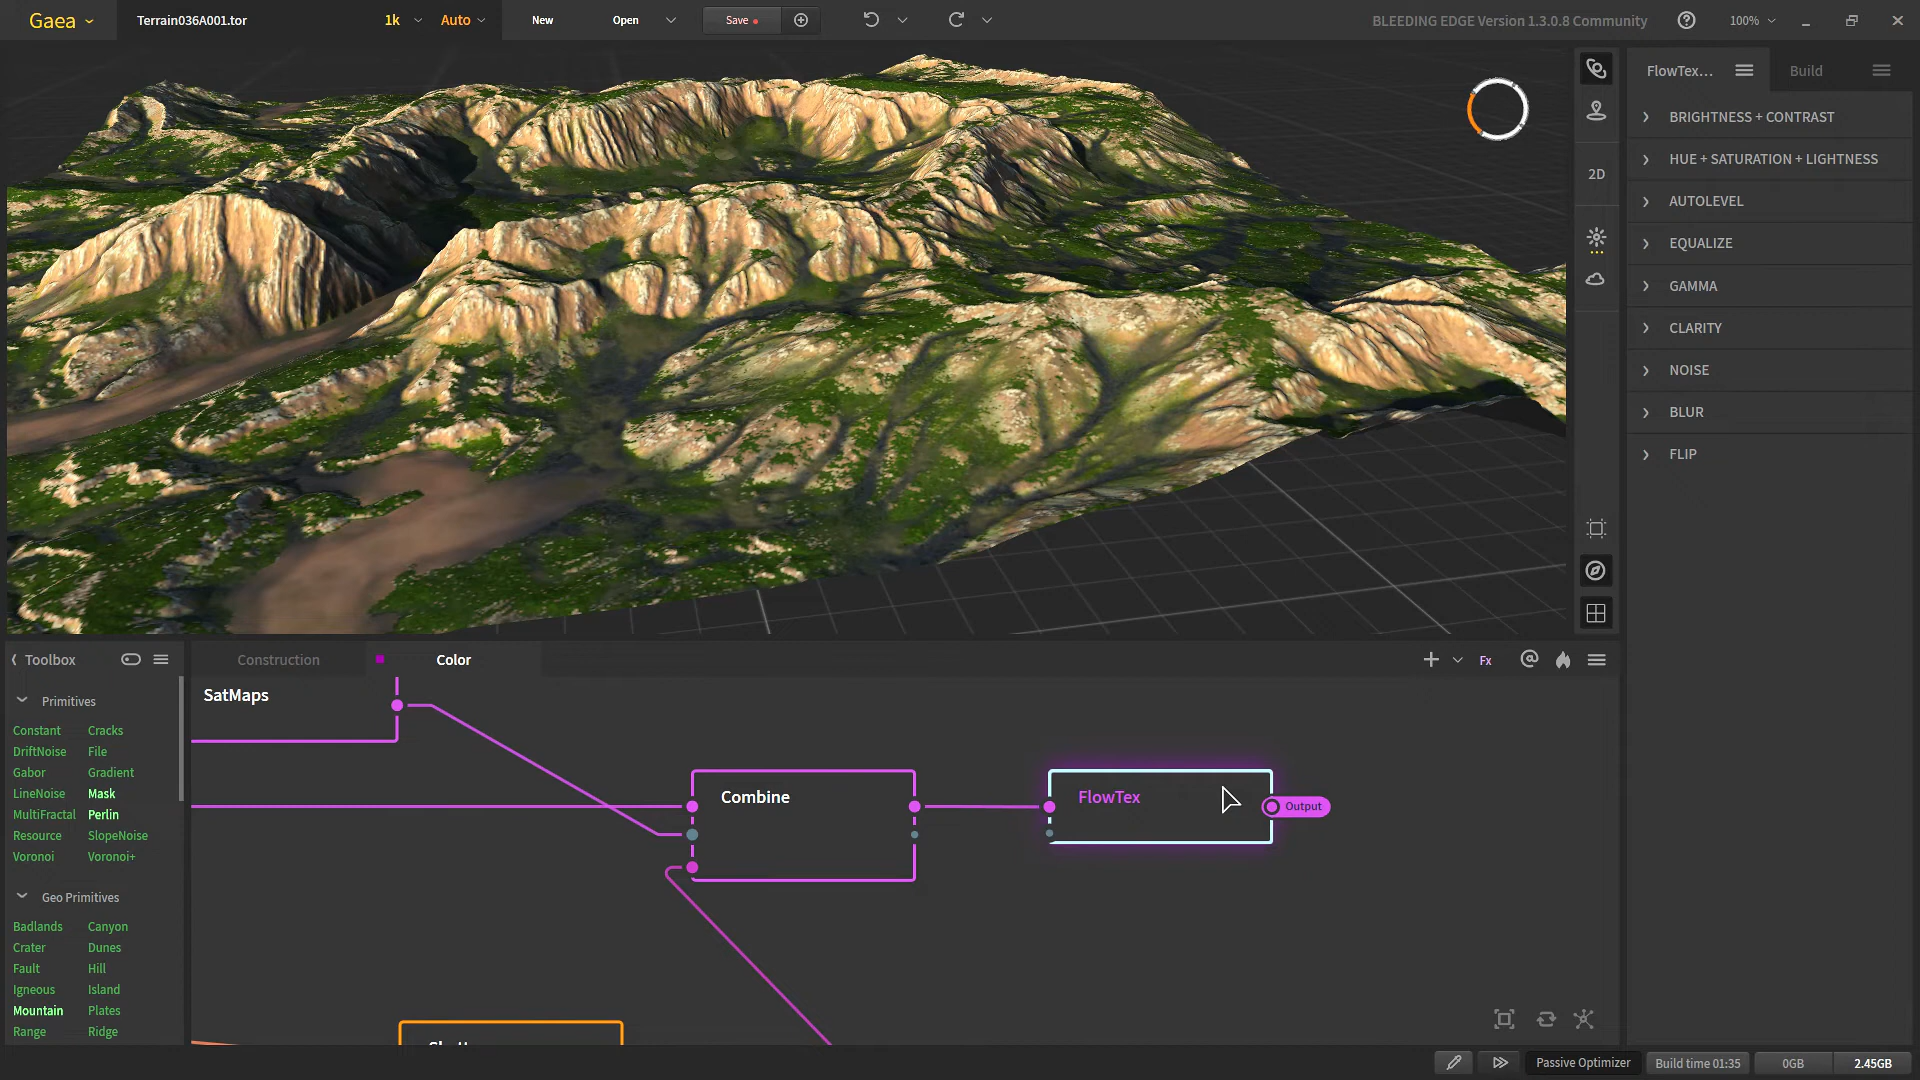 Gaea
Terrain036A001.tor
1k
Auto
New
Open
Save
BLEEDING EDGE Version 1.3.0.8 Community
100%
FlowTex...
Build
BRIGHTNESS + CONTRAST
HUE + SATURATION + LIGHTNESS
AUTOLEVEL
EQUALIZE
GAMMA
CLARITY
NOISE
BLUR
FLIP
2D
Toolbox
Construction
Color
Fx
Primitives
Constant Cracks
DriftNoise File
Gabor Gradient
LineNoise Mask
MultiFractal Perlin
Resource SlopeNoise
Voronoi Voronoi+
Geo Primitives
Badlands Canyon
Crater Dunes
Fault Hill
Igneous Island
Mountain Plates
Range Ridge
SatMaps
Combine
FlowTex
Output
Passive Optimizer
Build time 01:35
0GB
2.45GB